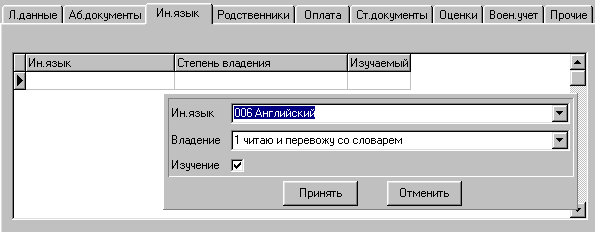 Л.данные Аб.документы Ин.язык Родственники Оплата Ст.документы Оценки Воен.учет Прочие
Ин.язык Степень владения Изучаемый
Ин.язык 006 Английский
Владение 1 читаю и перевожу со словарем
Изучение
Принять Отменить